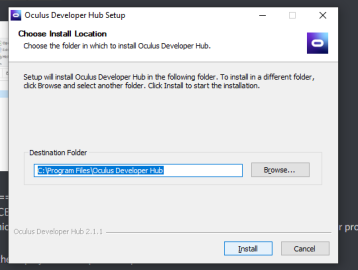 Oculus Developer Hub Setup
Choose Install Location
Choose the folder in which to install Oculus Developer Hub.
Setup will install Oculus Developer Hub in the following folder. To install in a different folder,
click Browse and select another folder. Click Install to start the installation.
Destination Folder
C:\Program Files\Oculus Developer Hub
Browse...
Oculus Developer Hub 2.1.1
Install
Cancel